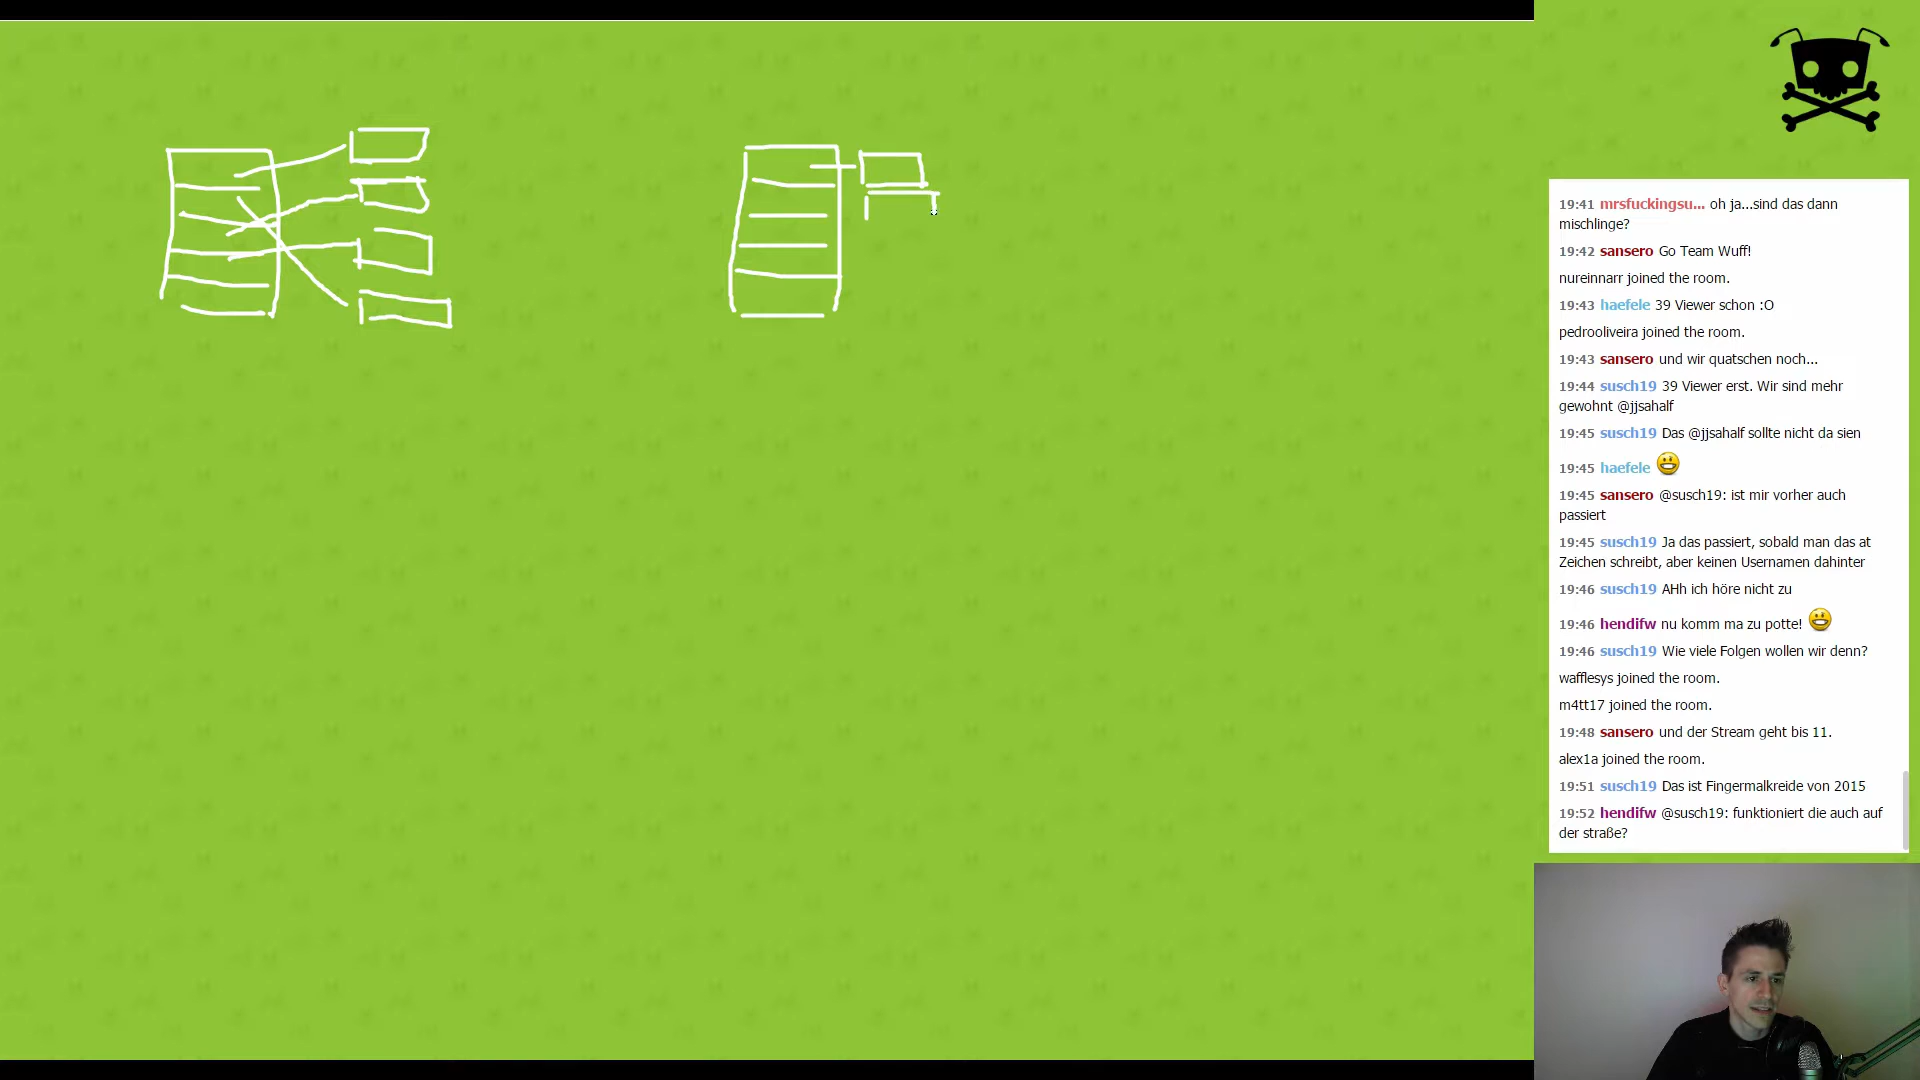 19:41 mrsfuckingsu... oh ja...sind das dann
mischlinge?
19:42 sansero Go Team Wuff!
nureinnarr joined the room.
19:43 haefele 39 Viewer schon :O
pedrooliveira joined the room.
19:43 sansero und wir quatschen noch...
19:44 susch19 39 Viewer erst. Wir sind mehr
gewohnt @jjsahalf
19:45 susch19 Das @jjsahalf sollte nicht da sien
19:45 haefele
19:45 sansero @susch19: ist mir vorher auch
passiert
19:45 susch19 Ja das passiert, sobald man das at
Zeichen schreibt, aber keinen Usernamen dahinter
19:46 susch19 AHh ich höre nicht zu
19:46 hendifw nu komm ma zu potte!
19:46 susch19 Wie viele Folgen wollen wir denn?
wafflesys joined the room.
m4tt17 joined the room.
19:48 sansero und der Stream geht bis 11.
alex1a joined the room.
19:51 susch19 Das ist Fingermalkreide von 2015
19:52 hendifw @susch19: funktioniert die auch auf
der straße?